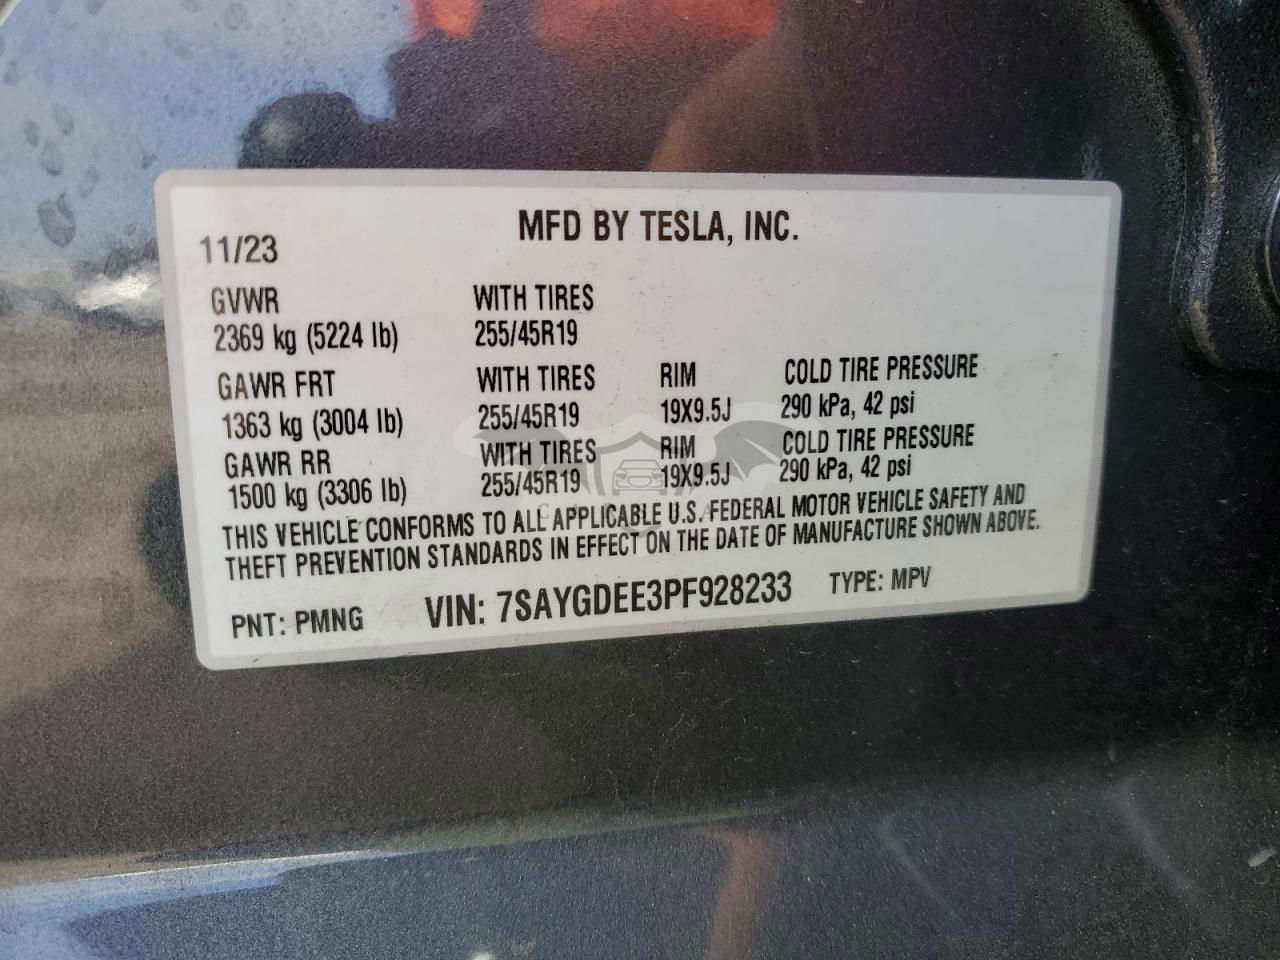 MFD BY TESLA, INC.
11/23
GVWR WITH TIRES
2369 kg (5224 lb) 255/45R19
GAWR FRT WITH TIRES RIM COLD TIRE PRESSURE
1363 kg (3004 lb) 255/45R19 19X9.5J 290 kPa, 42 psi
GAWR RR WITH TIRES RIM COLD TIRE PRESSURE
1500 kg (3306 lb) 255/45R19 19X9.5J 290 kPa, 42 psi
THIS VEHICLE CONFORMS TO ALL APPLICABLE U.S. FEDERAL MOTOR VEHICLE SAFETY AND
THEFT PREVENTION STANDARDS IN EFFECT ON THE DATE OF MANUFACTURE SHOWN ABOVE.
PNT: PMNG VIN: 7SAYGDEE3PF928233 TYPE: MPV